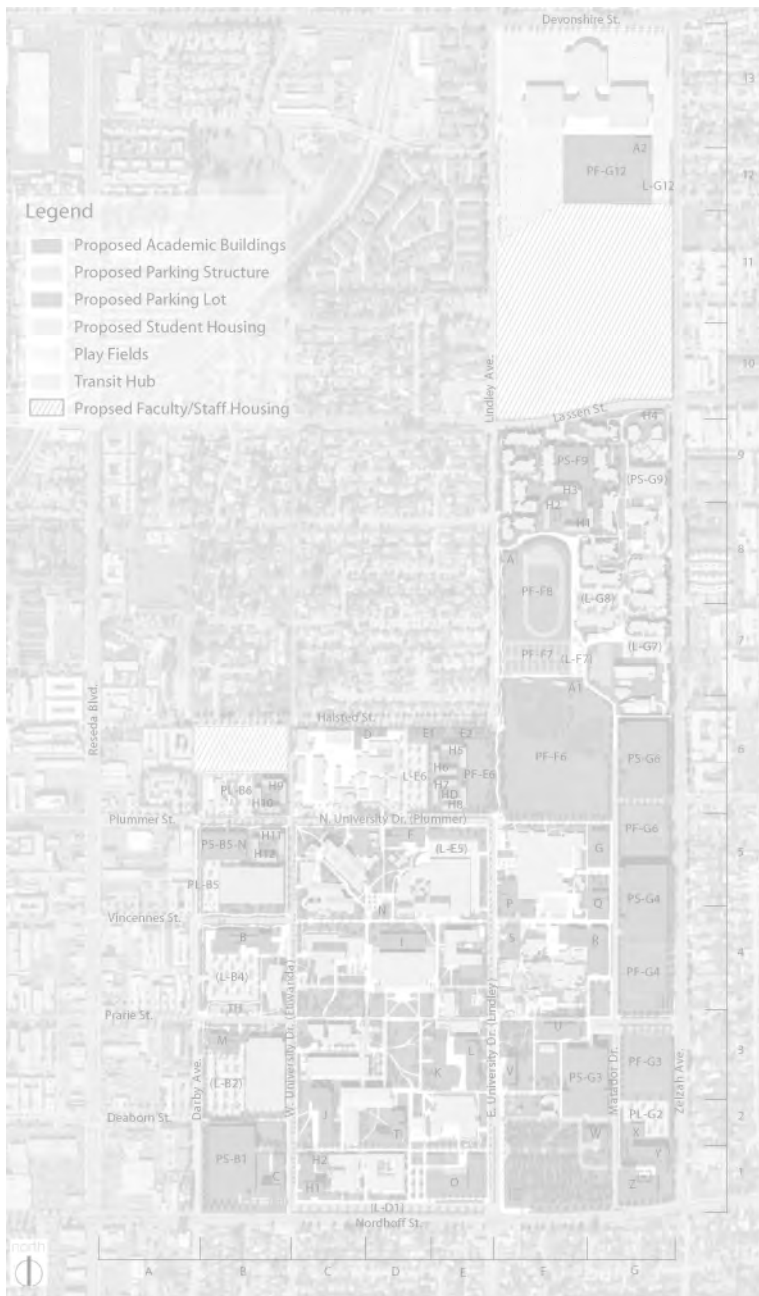 Devonshire St.
13
A2
PF-G12
L-G12
12
Legend
Proposed Academic Buildings
Proposed Parking Structure
Proposed Parking Lot
Proposed Student Housing
Play Fields
Transit Hub
Propsed Faculty/Staff Housing
11
10
Lindley Ave.
Lassen St.
H4
9
PS-F9
(PS-G9)
H3
H2
H1
8
A
PF-F8
(L-G8)
7
PF-F7
(L-F7)
(L-G7)
A1
Reseda Blvd.
Halsted St.
D
E1
E2
H5
6
L-E6
H6
PF-E6
PF-F6
PS-G6
H7
PL-B6
H9
HD
H10
H8
Plummer St.
N. University Dr. (Plummer)
PS-B5-N
H11
H12
F
(L-E5)
G
PF-G6
5
PL-B5
N
P
Q
PS-G4
Vincennes St.
B
I
S
R
4
(L-B4)
PF-G4
TH
Prarie St.
W. University Dr. (Etiwanda)
E. University Dr. (Lindley)
M
L
U
3
(L-B2)
K
V
PS-G3
PF-G3
Darby Ave.
Matador Dr.
Zelzah Ave.
Deaborn St.
J
T
W
PL-G2
X
2
PS-B1
C
H2
H1
O
Y
Z
1
(L-D1)
Nordhoff St.
north
A
B
C
D
E
F
G